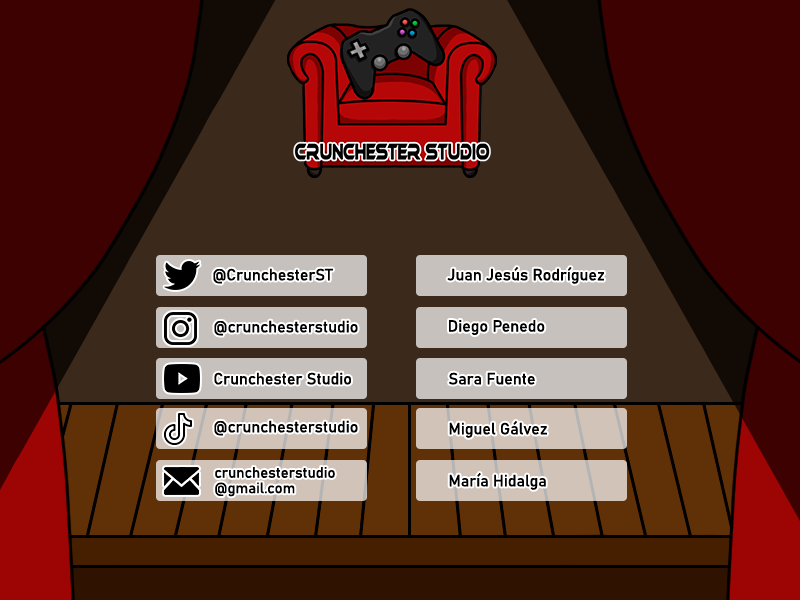 CRUNCHESTER STUDIO
@CrunchesterST
@crunchesterstudio
Crunchester Studio
@crunchesterstudio
crunchesterstudio
@gmail.com
Juan Jesús Rodríguez
Diego Penedo
Sara Fuente
Miguel Gálvez
María Hidalga